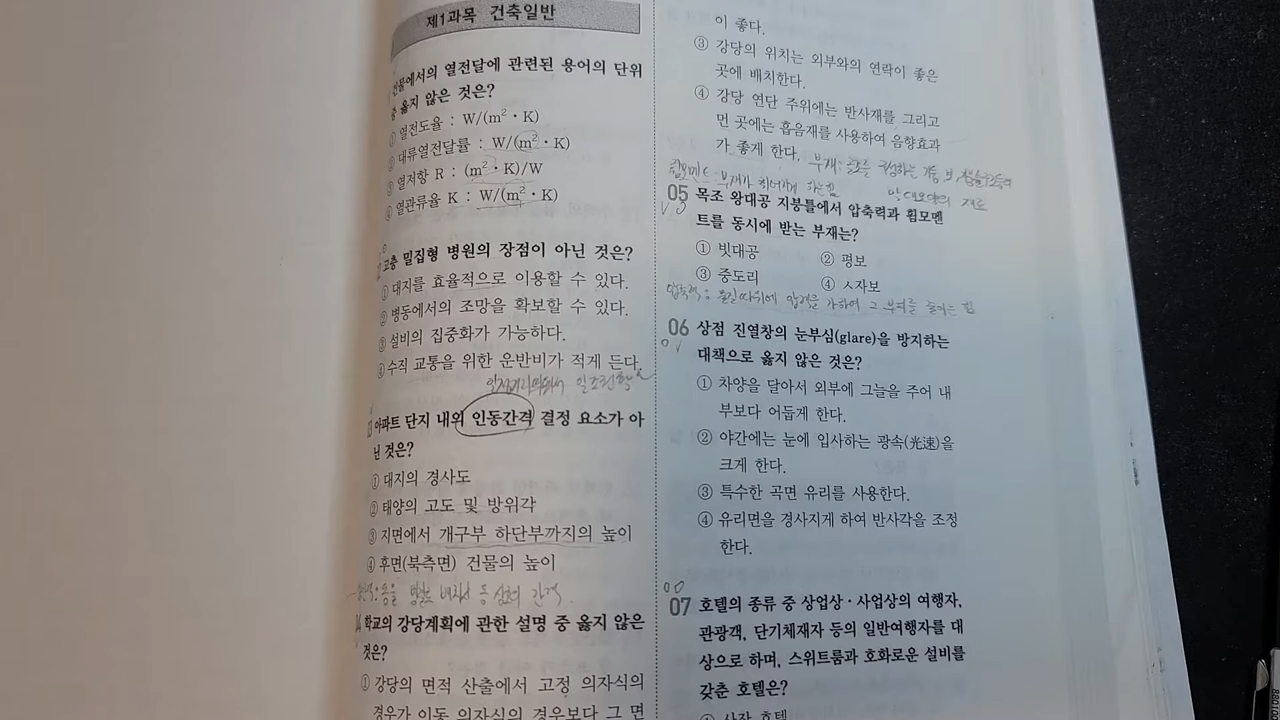 제1과목 건축일반
건물에서의 열전달에 관련된 용어의 단위
중 옳지 않은 것은?
① 열전도율 : W/(m²・K)
② 대류열전달률 : W/(m²・K)
③ 열저항 R : (m²・K)/W
④ 열관류율 K : W/(m²・K)
고층 밀집형 병원의 장점이 아닌 것은?
① 대지를 효율적으로 이용할 수 있다.
② 병동에서의 조망을 확보할 수 있다.
③ 설비의 집중화가 가능하다.
④ 수직 교통을 위한 운반비가 적게 든다.
아파트 단지 내의 인동간격 결정 요소가 아
닌 것은?
① 대지의 경사도
② 태양의 고도 및 방위각
③ 지면에서 개구부 하단부까지의 높이
④ 후면(북측면) 건물의 높이
학교의 강당계획에 관한 설명 중 옳지 않은
것은?
① 강당의 면적 산출에서 고정 의자식의
경우가 이동 의자식의 경우보다 그 면
이 좋다.
③ 강당의 위치는 외부와의 연락이 좋은
곳에 배치한다.
④ 강당 연단 주위에는 반사재를 그리고
먼 곳에는 흡음재를 사용하여 음향효과
가 좋게 한다.
05 목조 왕대공 지붕틀에서 압축력과 휨모멘
트를 동시에 받는 부재는?
① 빗대공 ② 평보
③ 중도리 ④ ㅅ자보
06 상점 진열창의 눈부심(glare)을 방지하는
대책으로 옳지 않은 것은?
① 차양을 달아서 외부에 그늘을 주어 내
부보다 어둡게 한다.
② 야간에는 눈에 입사하는 광속(光速)을
크게 한다.
③ 특수한 곡면 유리를 사용한다.
④ 유리면을 경사지게 하여 반사각을 조정
한다.
07 호텔의 종류 중 상업상・사업상의 여행자,
관광객, 단기체재자 등의 일반여행자를 대
상으로 하며, 스위트룸과 호화로운 설비를
갖춘 호텔은?
호텔